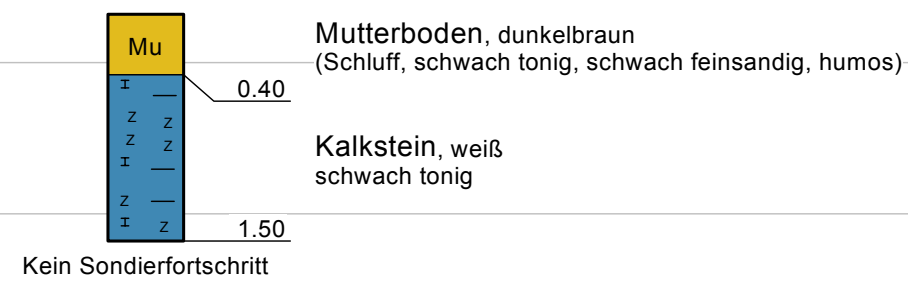 Mu
Mutterboden, dunkelbraun
(Schluff, schwach tonig, schwach feinsandig, humos)
0.40
Kalkstein, weiß
schwach tonig
1.50
Kein Sondierfortschritt